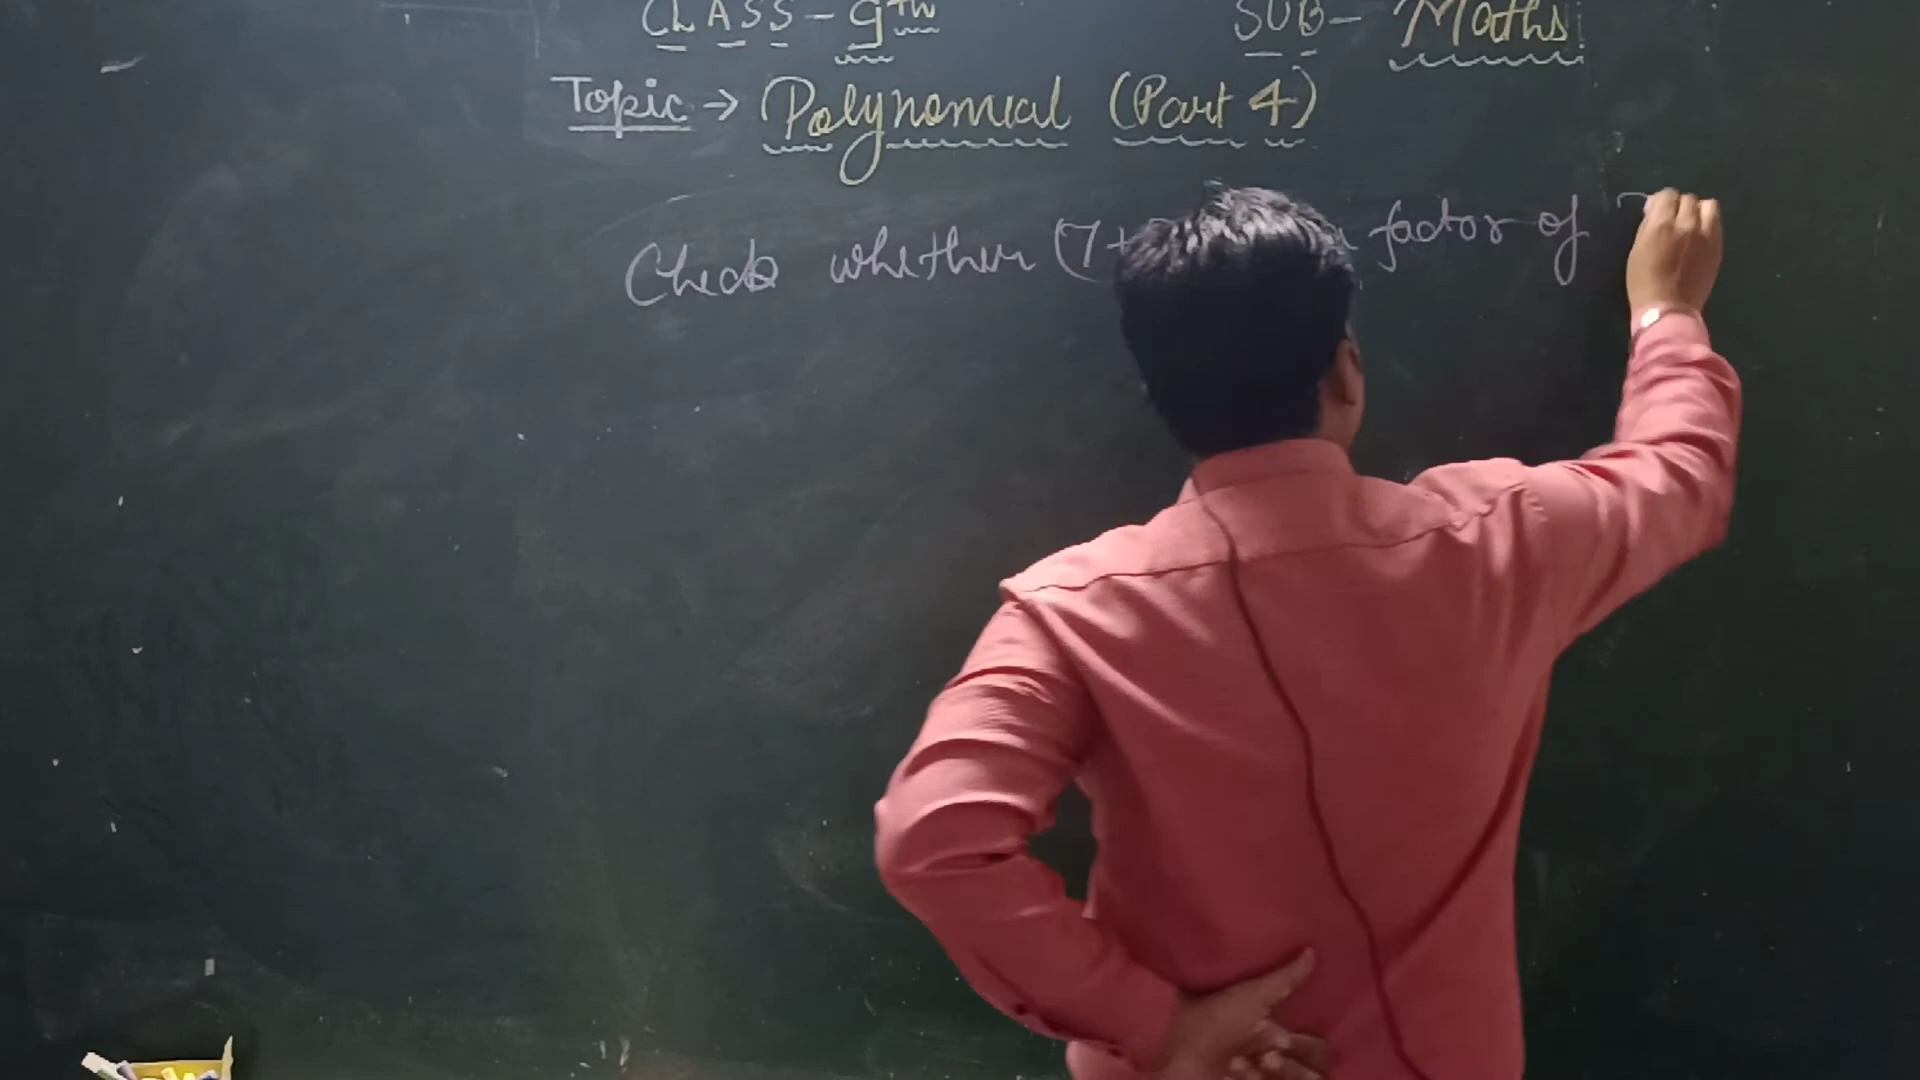 CLASS - 9th SUB - Maths
Topic → Polynomial (Part 4)
Check whether (7+ factor of